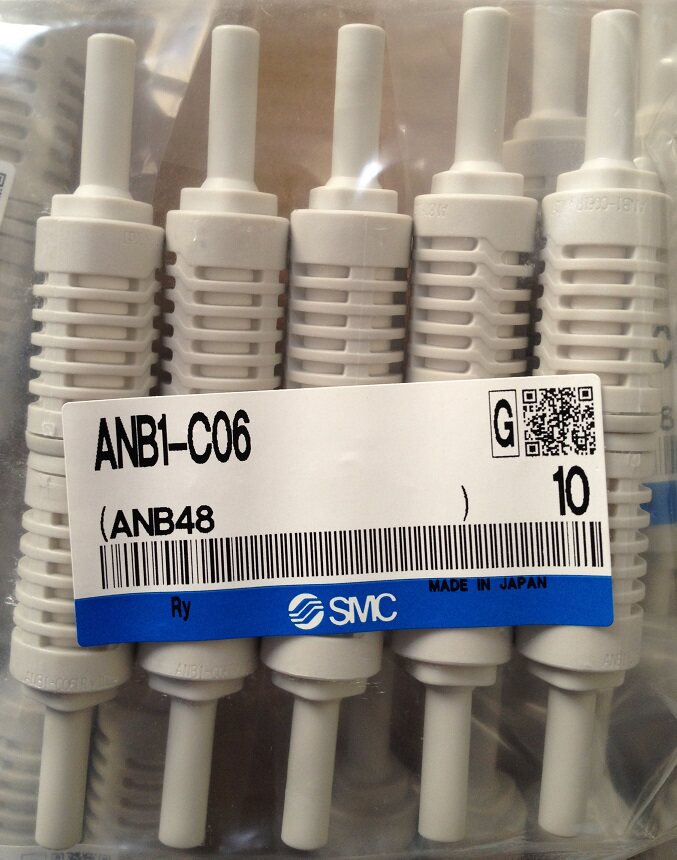 ANB1-C06
G
(ANB48 )
10
Ry
SMC
MADE IN JAPAN